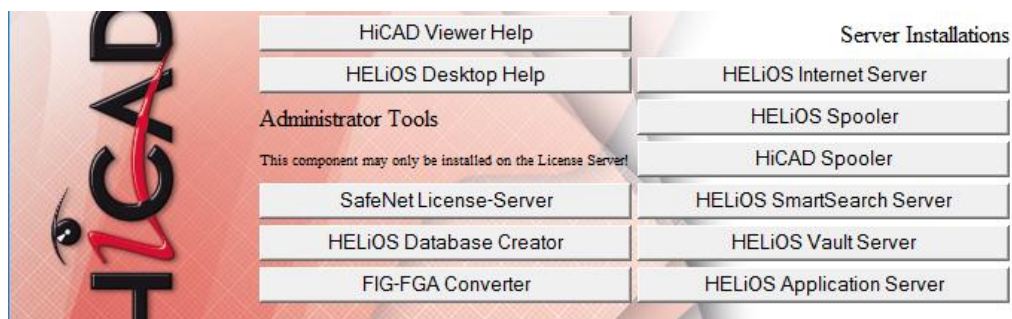 HiCAD
HiCAD Viewer Help
HELiOS Desktop Help
Administrator Tools
This component may only be installed on the License Server!
SafeNet License-Server
HELiOS Database Creator
FIG-FGA Converter
Server Installations
HELiOS Internet Server
HELiOS Spooler
HiCAD Spooler
HELiOS SmartSearch Server
HELiOS Vault Server
HELiOS Application Server